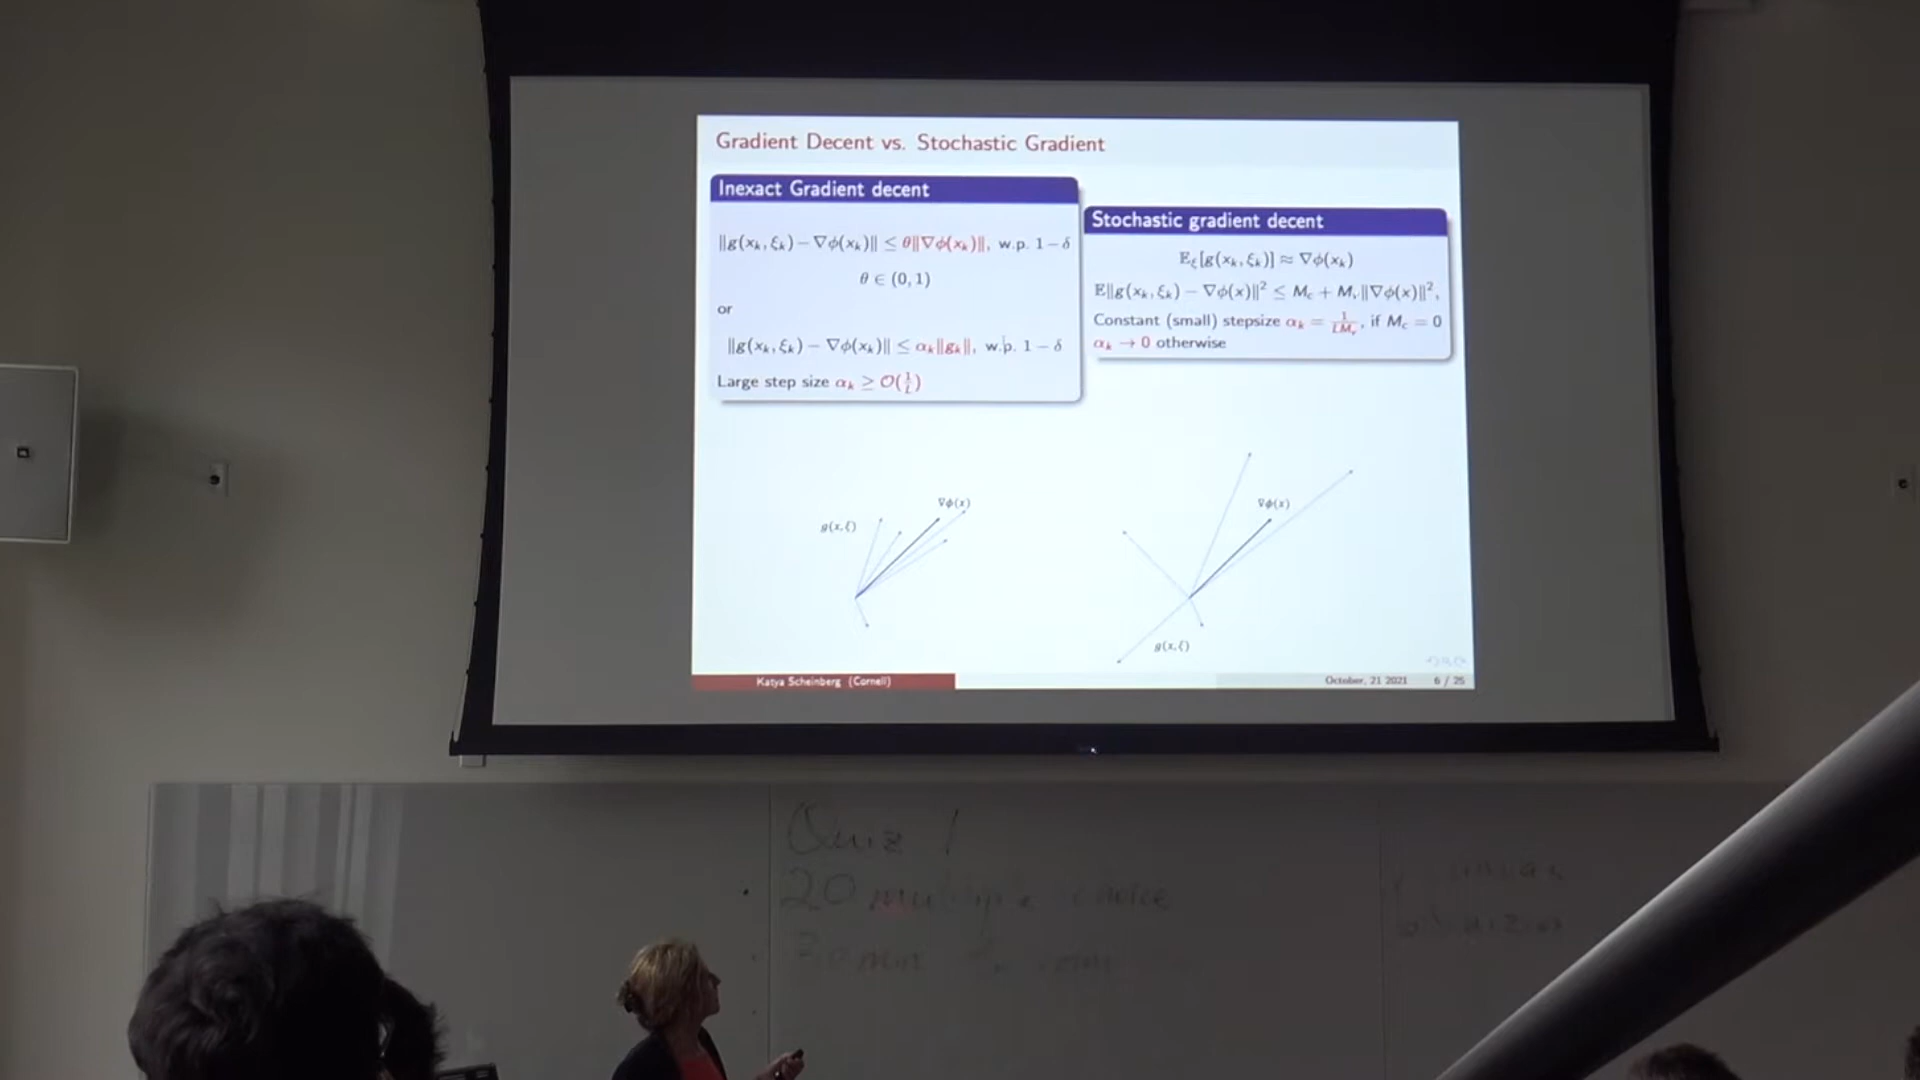 Gradient Decent vs. Stochastic Gradient
Inexact Gradient decent
‖g(xₖ, ξₖ) − ∇ϕ(xₖ)‖ ≤ θ‖∇ϕ(xₖ)‖, w.p. 1 − δ
θ ∈ (0, 1)
or
‖g(xₖ, ξₖ) − ∇ϕ(xₖ)‖ ≤ αₖ‖gₖ‖, w.p. 1 − δ
Large step size αₖ ≥ O(1/L)
Stochastic gradient decent
𝔼_ξ[g(xₖ, ξₖ)] ≈ ∇ϕ(xₖ)
𝔼‖g(xₖ, ξₖ) − ∇ϕ(x)‖² ≤ M_c + M_v‖∇ϕ(x)‖²,
Constant (small) stepsize αₖ = 1/(LM_v), if M_c = 0
αₖ → 0 otherwise
∇ϕ(x)
g(x, ξ)
∇ϕ(x)
g(x, ξ)
Katya Scheinberg (Cornell)
October, 21 2021
6 / 25
Quiz 1
20 multiple choice